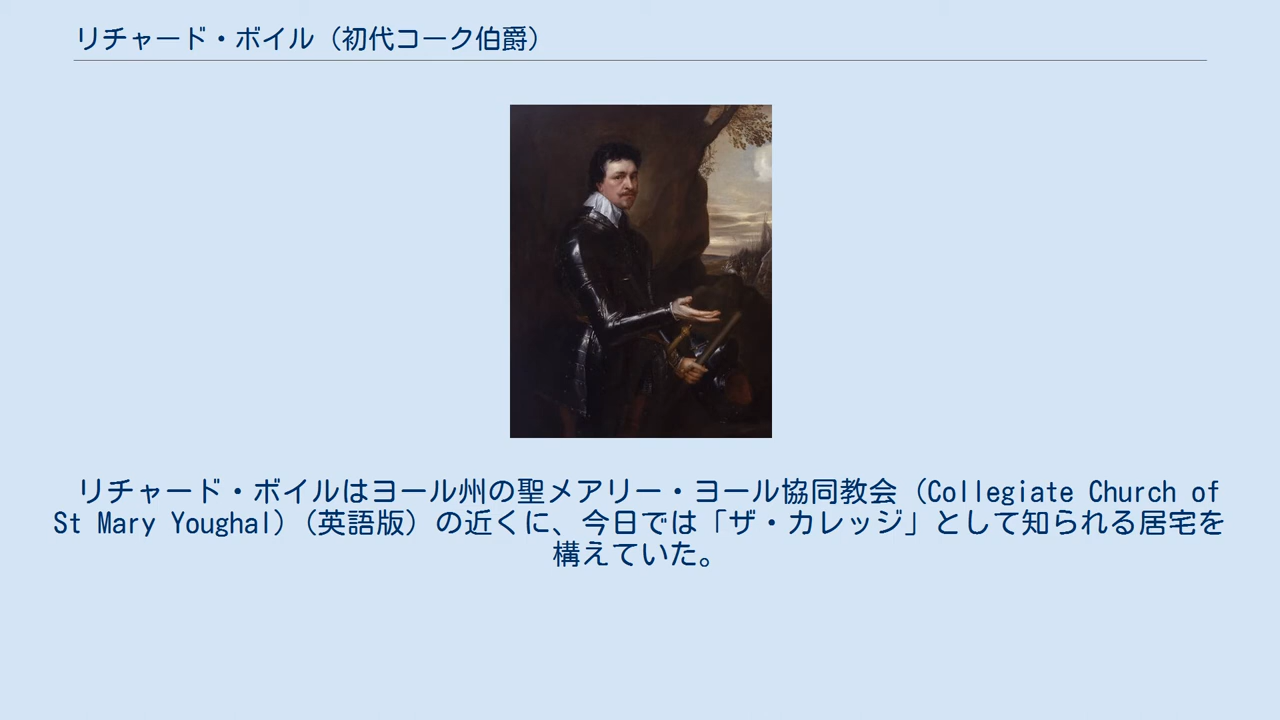 リチャード・ボイル（初代コーク伯爵）
リチャード・ボイルはヨール州の聖メアリー・ヨール協同教会（Collegiate Church of
St Mary Youghal）（英語版）の近くに、今日では「ザ・カレッジ」として知られる居宅を
構えていた。